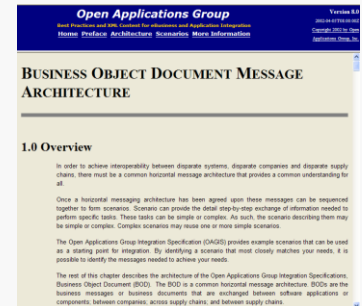 Open Applications Group
Best Practices and XML Content for eBusiness and Application Integration
Home Preface Architecture Scenarios More Information
Version 8.0
Copyright 2002 by Open
Applications Group, Inc.
BUSINESS OBJECT DOCUMENT MESSAGE
ARCHITECTURE
1.0 Overview
In order to achieve interoperability between disparate systems, disparate companies and disparate supply
chains, there must be a common horizontal message architecture that provides a common understanding for
all.
Once a horizontal messaging architecture has been agreed upon these messages can be sequenced
together to form scenarios. Scenario can provide the detail step-by-step exchange of information needed to
perform specific tasks. These tasks can be simple or complex. As such, the scenario describing them may
be simple or complex. Complex scenarios may reuse one or more simple scenarios.
The Open Applications Group Integration Specification (OAGIS) provides example scenarios that can be used
as a starting point for integration. By identifying a scenario that most closely matches your needs, it is
possible to identify the messages needed to achieve your needs.
The rest of this chapter describes the architecture of the Open Applications Group Integration Specifications,
Business Object Document (BOD). The BOD is a common horizontal message architecture. BODs are the
business messages or business documents that are exchanged between software applications or
components; between companies; across supply chains; and between supply chains.